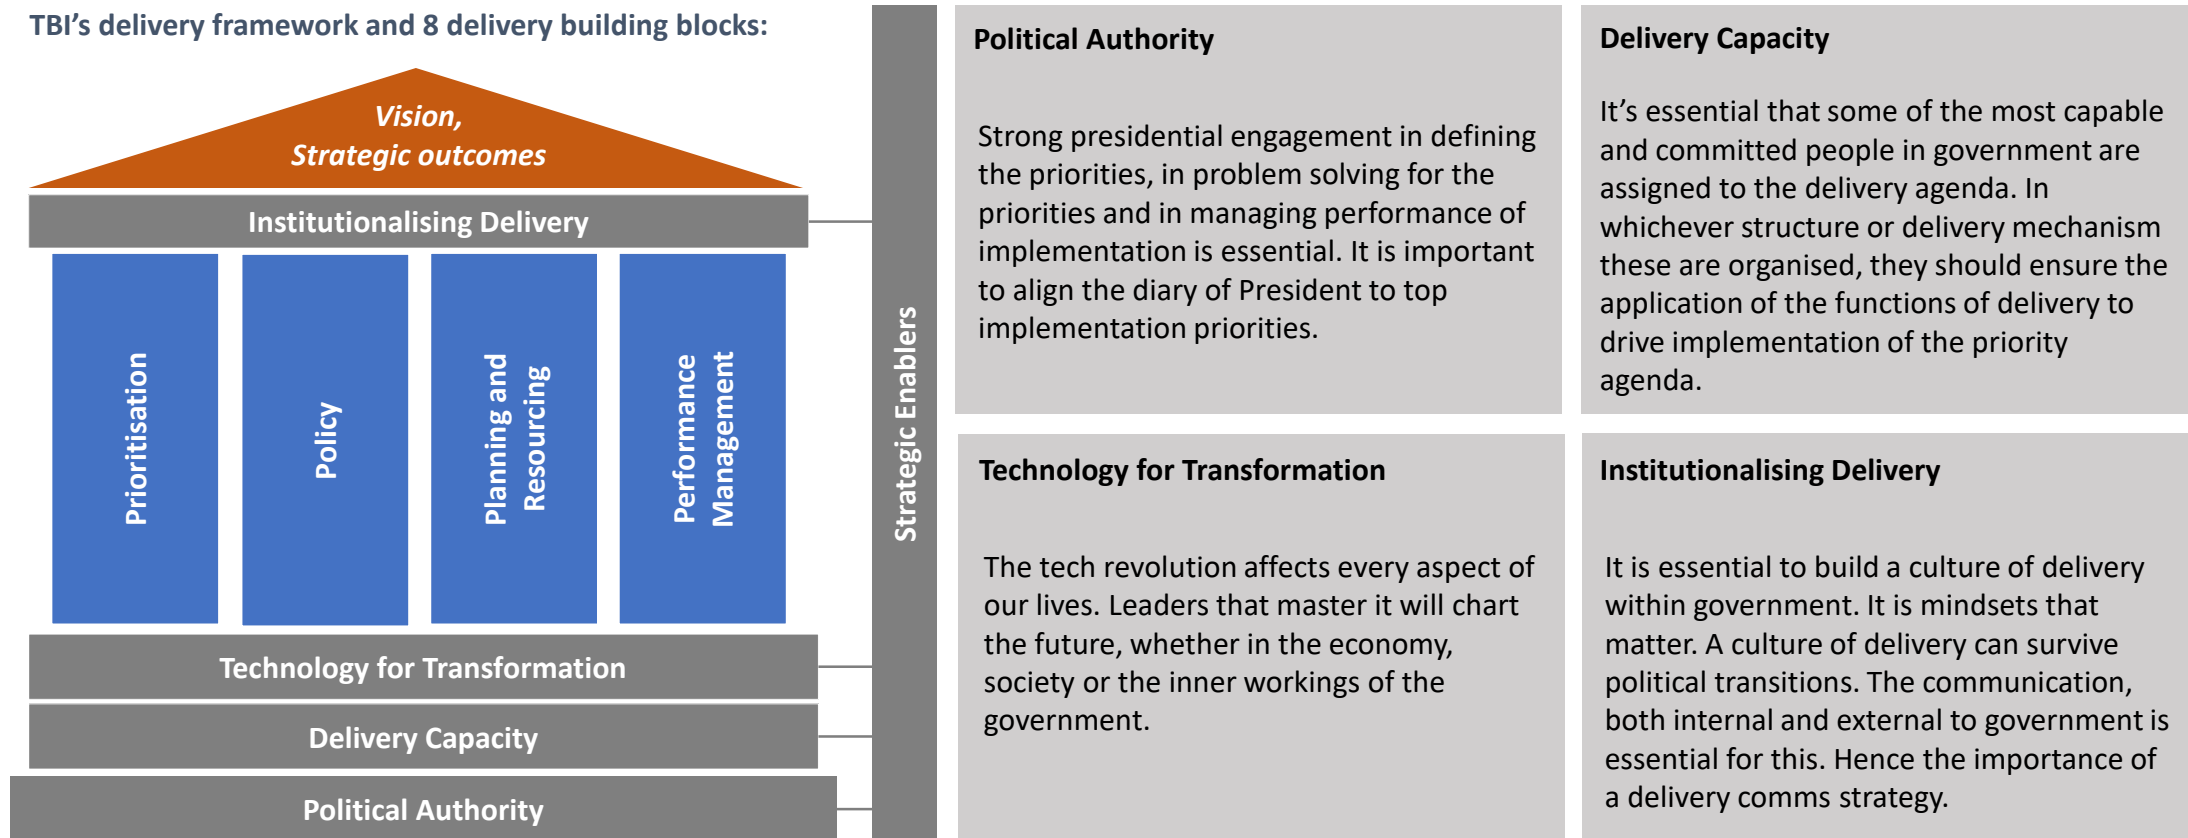 TBI’s delivery framework and 8 delivery building blocks:
Vision,
Strategic outcomes
Institutionalising Delivery
Prioritisation
Policy
Planning and
Resourcing
Performance
Management
Technology for Transformation
Delivery Capacity
Political Authority
Strategic Enablers
Political Authority
Strong presidential engagement in defining
the priorities, in problem solving for the
priorities and in managing performance of
implementation is essential. It is important
to align the diary of President to top
implementation priorities.
Delivery Capacity
It’s essential that some of the most capable
and committed people in government are
assigned to the delivery agenda. In
whichever structure or delivery mechanism
these are organised, they should ensure the
application of the functions of delivery to
drive implementation of the priority
agenda.
Technology for Transformation
The tech revolution affects every aspect of
our lives. Leaders that master it will chart
the future, whether in the economy,
society or the inner workings of the
government.
Institutionalising Delivery
It is essential to build a culture of delivery
within government. It is mindsets that
matter. A culture of delivery can survive
political transitions. The communication,
both internal and external to government is
essential for this. Hence the importance of
a delivery comms strategy.